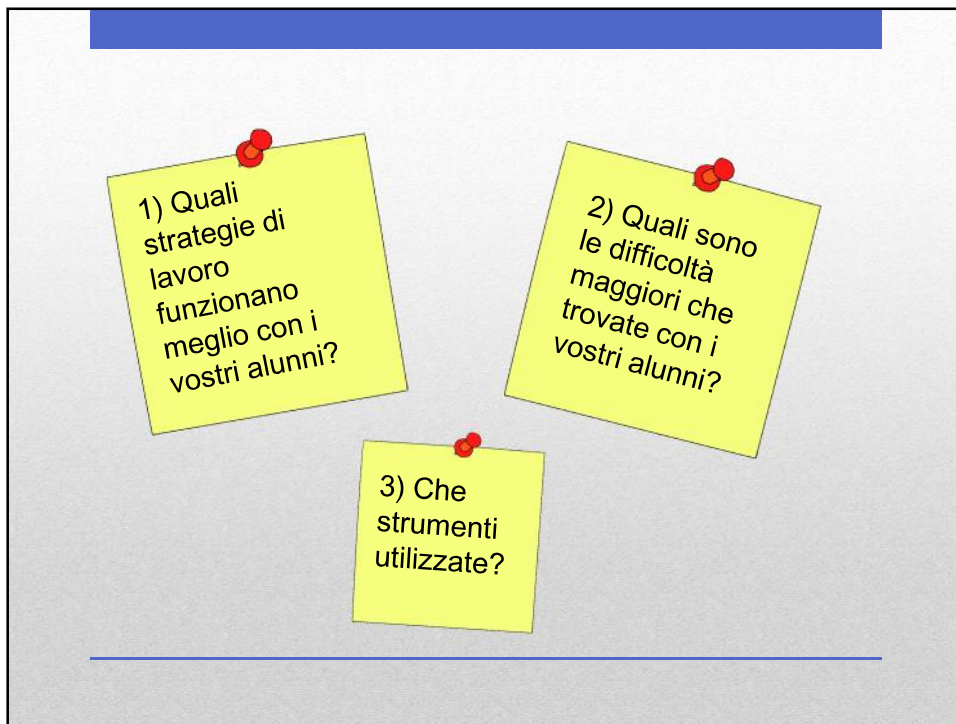 1) Quali
strategie di
lavoro
funzionano
meglio con i
vostri alunni?
2) Quali sono
le difficoltà
maggiori che
trovate con i
vostri alunni?
3) Che
strumenti
utilizzate?